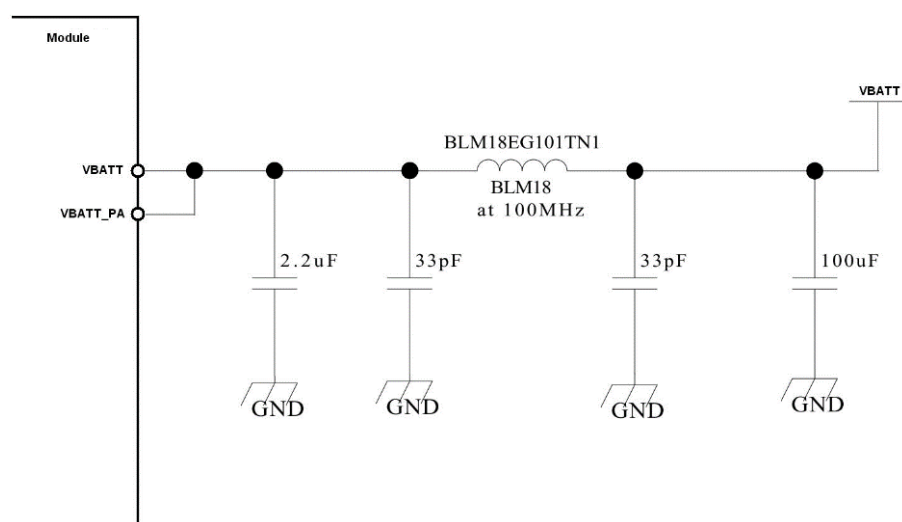 Module
VBATT
BLM18EG101TN1
VBATT
BLM18
at 100MHz
VBATT_PA
2.2uF
33pF
33pF
100uF
GND
GND
GND
GND